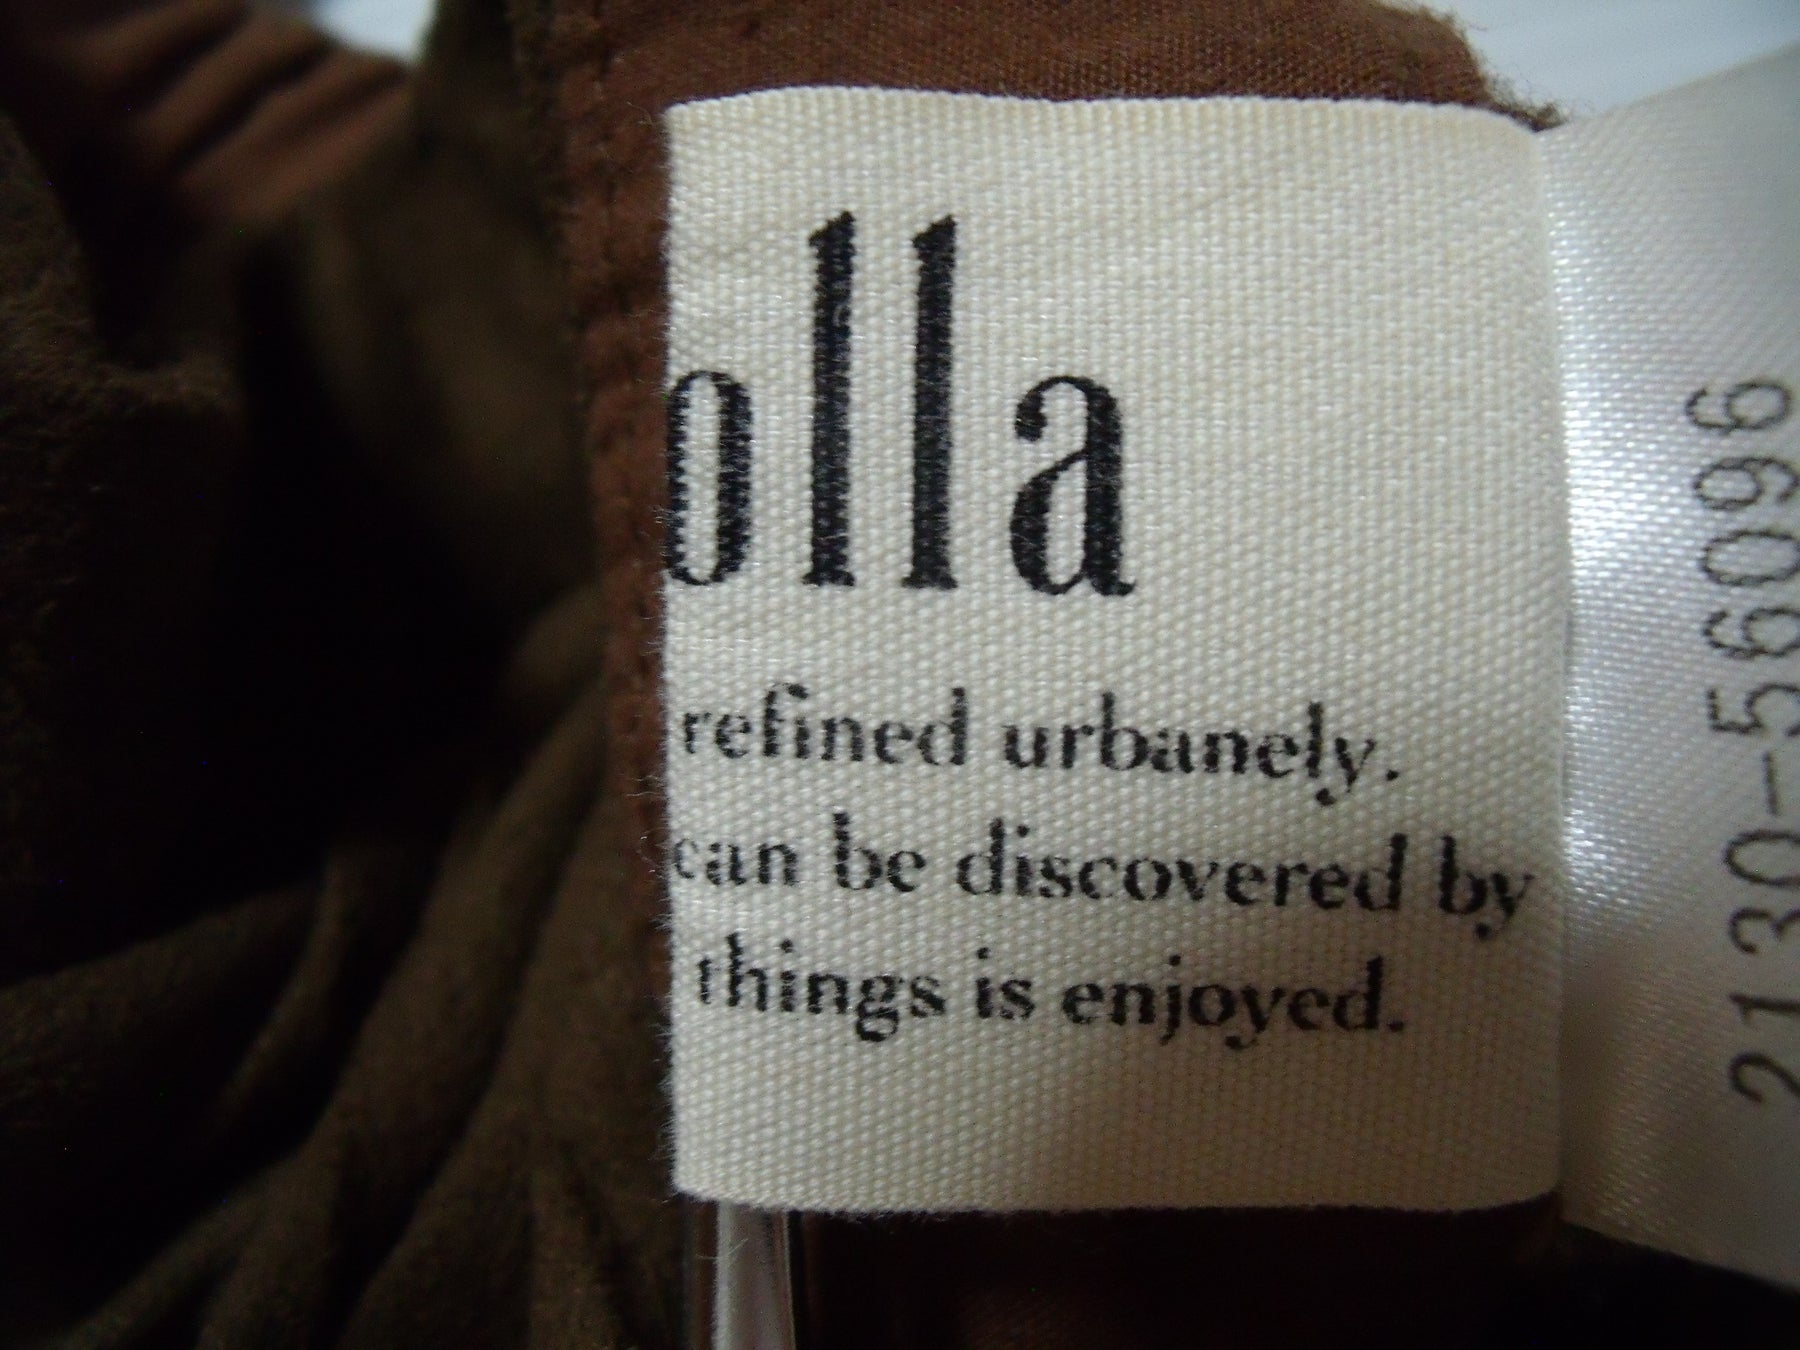 olla
refined urbanely.
can be discovered by
things is enjoyed.
2130-56096